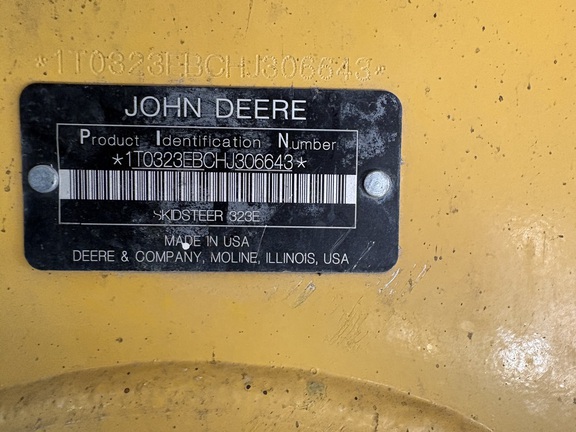 *1T0323EBCHJ306643*
JOHN DEERE
Product Identification Number
*1T0323EBCHJ306643*
SKIDSTEER 323E
MADE IN USA
DEERE & COMPANY, MOLINE, ILLINOIS, USA